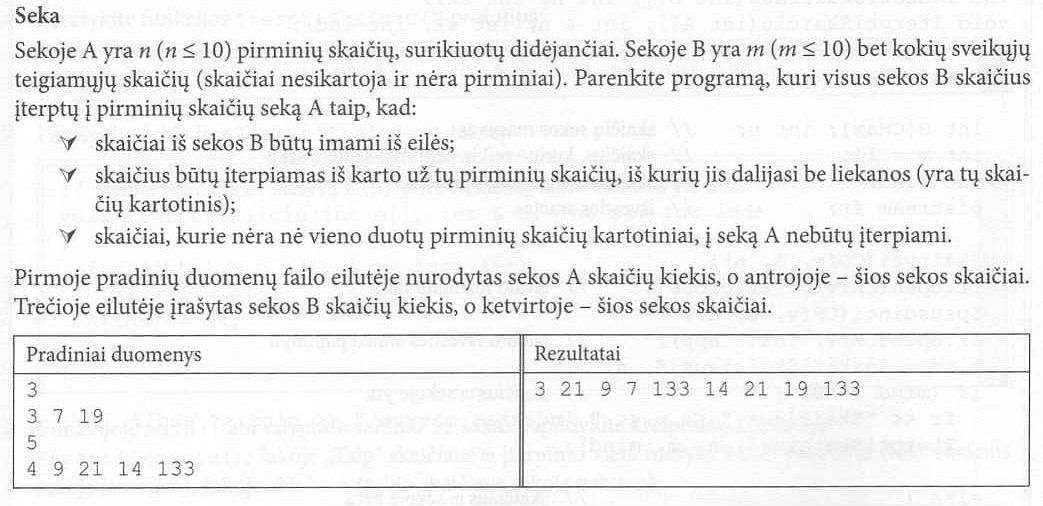 Seka
Sekoje A yra n (n ≤ 10) pirminių skaičių, surikiuotų didėjančiai. Sekoje B yra m (m ≤ 10) bet kokių sveikųjų
teigiamųjų skaičių (skaičiai nesikartoja ir nėra pirminiai). Parenkite programą, kuri visus sekos B skaičius
įterptų į pirminių skaičių seką A taip, kad:
skaičiai iš sekos B būtų imami iš eilės;
skaičius būtų įterpiamas iš karto už tų pirminių skaičių, iš kurių jis dalijasi be liekanos (yra tų skai-
čių kartotinis);
skaičiai, kurie nėra nė vieno duotų pirminių skaičių kartotiniai, į seką A nebūtų įterpiami.
Pirmoje pradinių duomenų failo eilutėje nurodytas sekos A skaičių kiekis, o antrojoje – šios sekos skaičiai.
Trečioje eilutėje įrašytas sekos B skaičių kiekis, o ketvirtoje – šios sekos skaičiai.
Pradiniai duomenys
3
3 7 19
5
4 9 21 14 133
Rezultatai
3 21 9 7 133 14 21 19 133